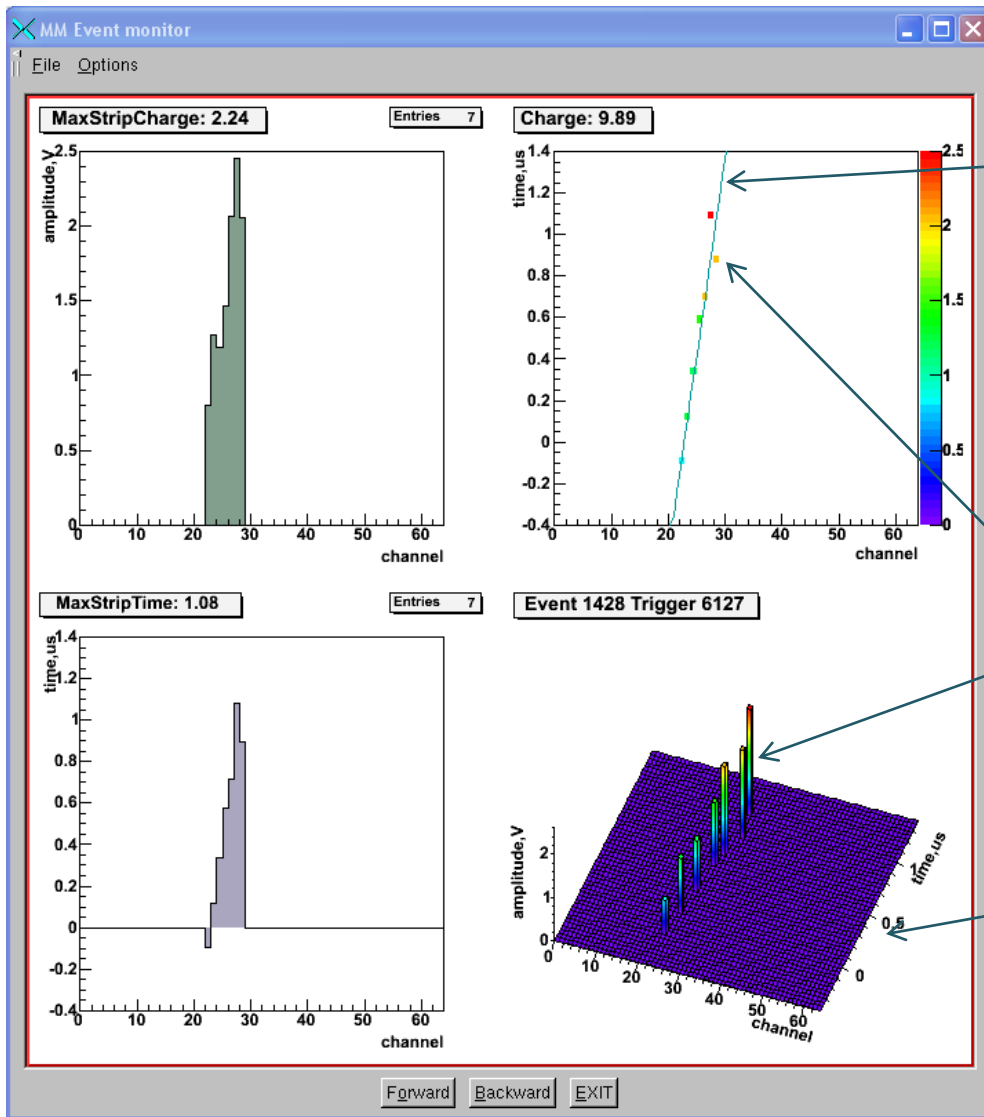 MM Event monitor
File Options
MaxStripCharge: 2.24
Entries 7
amplitude,V
2.5
2
1.5
1
0.5
0
0 10 20 30 40 50 60
channel
Charge: 9.89
time,us
1.4
1.2
1
0.8
0.6
0.4
0.2
0
-0.2
-0.4
0 10 20 30 40 50 60
channel
2.5
2
1.5
1
0.5
0
MaxStripTime: 1.08
Entries 7
time,us
1.4
1.2
1
0.8
0.6
0.4
0.2
0
-0.2
-0.4
0 10 20 30 40 50 60
channel
Event 1428 Trigger 6127
amplitude,V
2
1
0
0 10 20 30 40 50 60
channel
time,us
1
0.5
0
Forward Backward EXIT